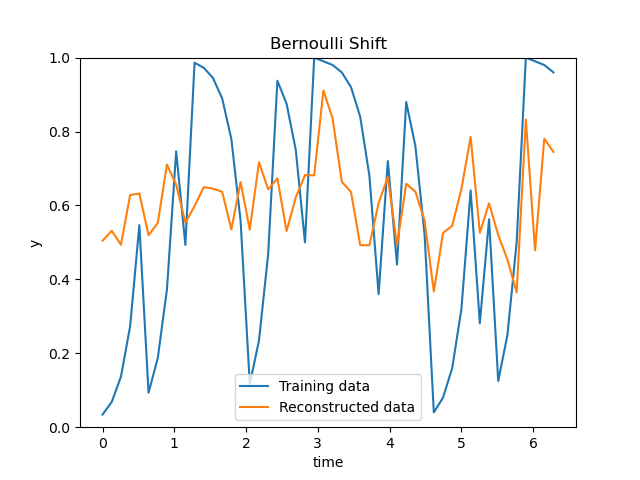 Bernoulli Shift
y
1.0
0.8
0.6
0.4
0.2
0.0
Training data
Reconstructed data
0 1 2 3 4 5 6
time